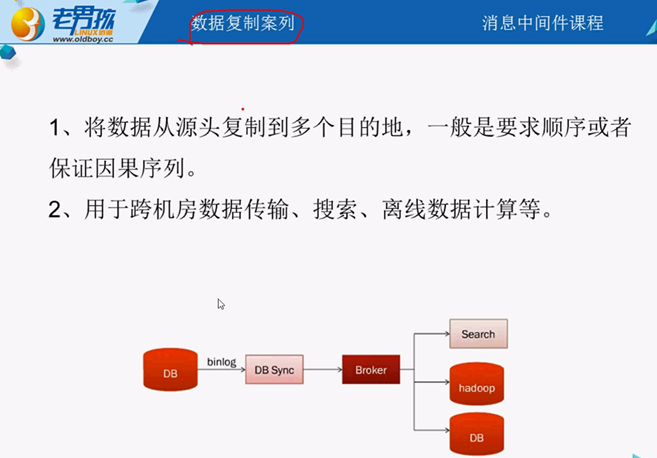 老男孩
LINUX培训
www.oldboy.cc
数据复制案列
消息中间件课程
1、将数据从源头复制到多个目的地，一般是要求顺序或者
保证因果序列。
2、用于跨机房数据传输、搜索、离线数据计算等。
DB
binlog
DB Sync
Broker
Search
hadoop
DB